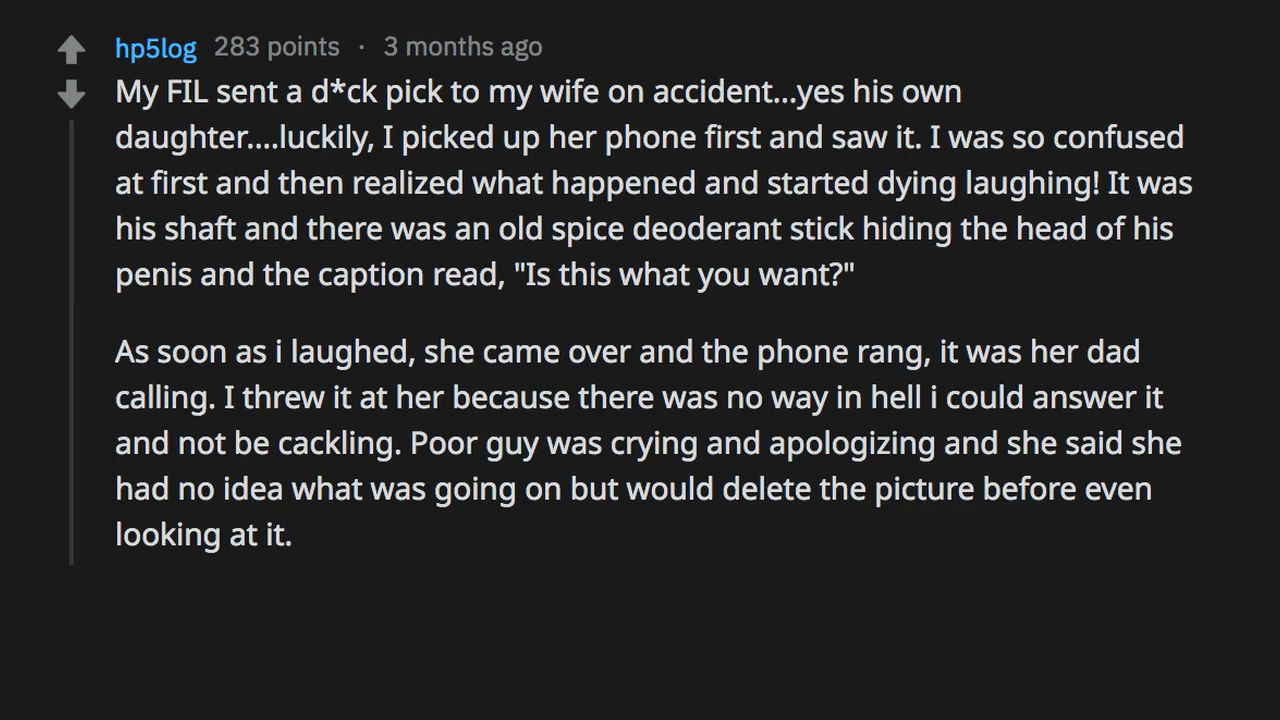 hp5log 283 points · 3 months ago
My FIL sent a d*ck pick to my wife on accident...yes his own
daughter....luckily, I picked up her phone first and saw it. I was so confused
at first and then realized what happened and started dying laughing! It was
his shaft and there was an old spice deoderant stick hiding the head of his
penis and the caption read, "Is this what you want?"
As soon as i laughed, she came over and the phone rang, it was her dad
calling. I threw it at her because there was no way in hell i could answer it
and not be cackling. Poor guy was crying and apologizing and she said she
had no idea what was going on but would delete the picture before even
looking at it.